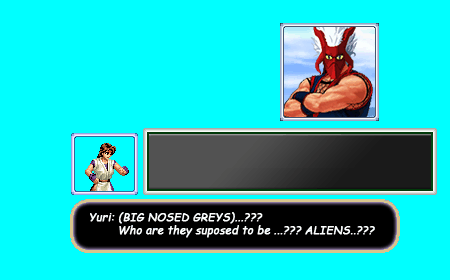 Yuri: (BIG NOSED GREYS)...???
Who are they suposed to be ...??? ALIENS..???